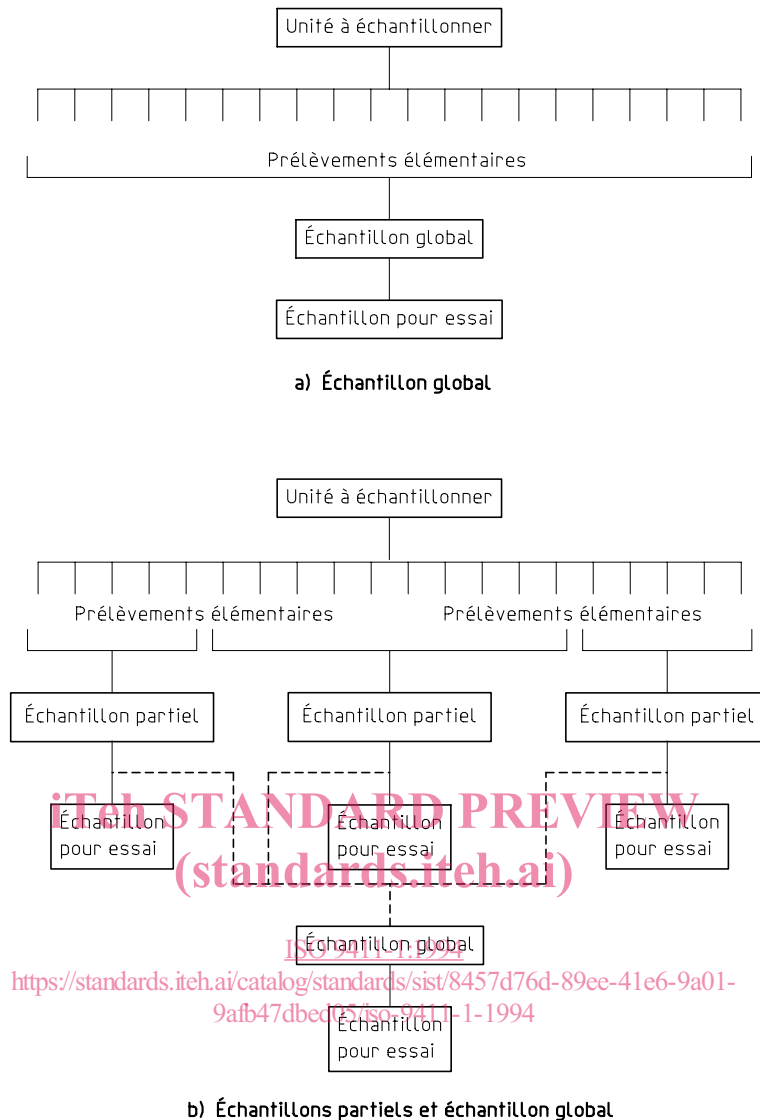 Unité à échantillonner
Prélèvements élémentaires
Échantillon global
Échantillon pour essai
a) Échantillon global
Unité à échantillonner
Prélèvements élémentaires Prélèvements élémentaires
Échantillon partiel Échantillon partiel Échantillon partiel
iTeh STANDARD PREVIEW
Échantillon Échantillon Échantillon
pour essai pour essai pour essai
(standards.iteh.ai)
Échantillon global
ISO 9411-1:1994
https://standards.iteh.ai/catalog/standards/sist/8457d76d-89ee-41e6-9a01-
9afb47dbed05/iso-9411-1-1994
Échantillon
pour essai
b) Échantillons partiels et échantillon global